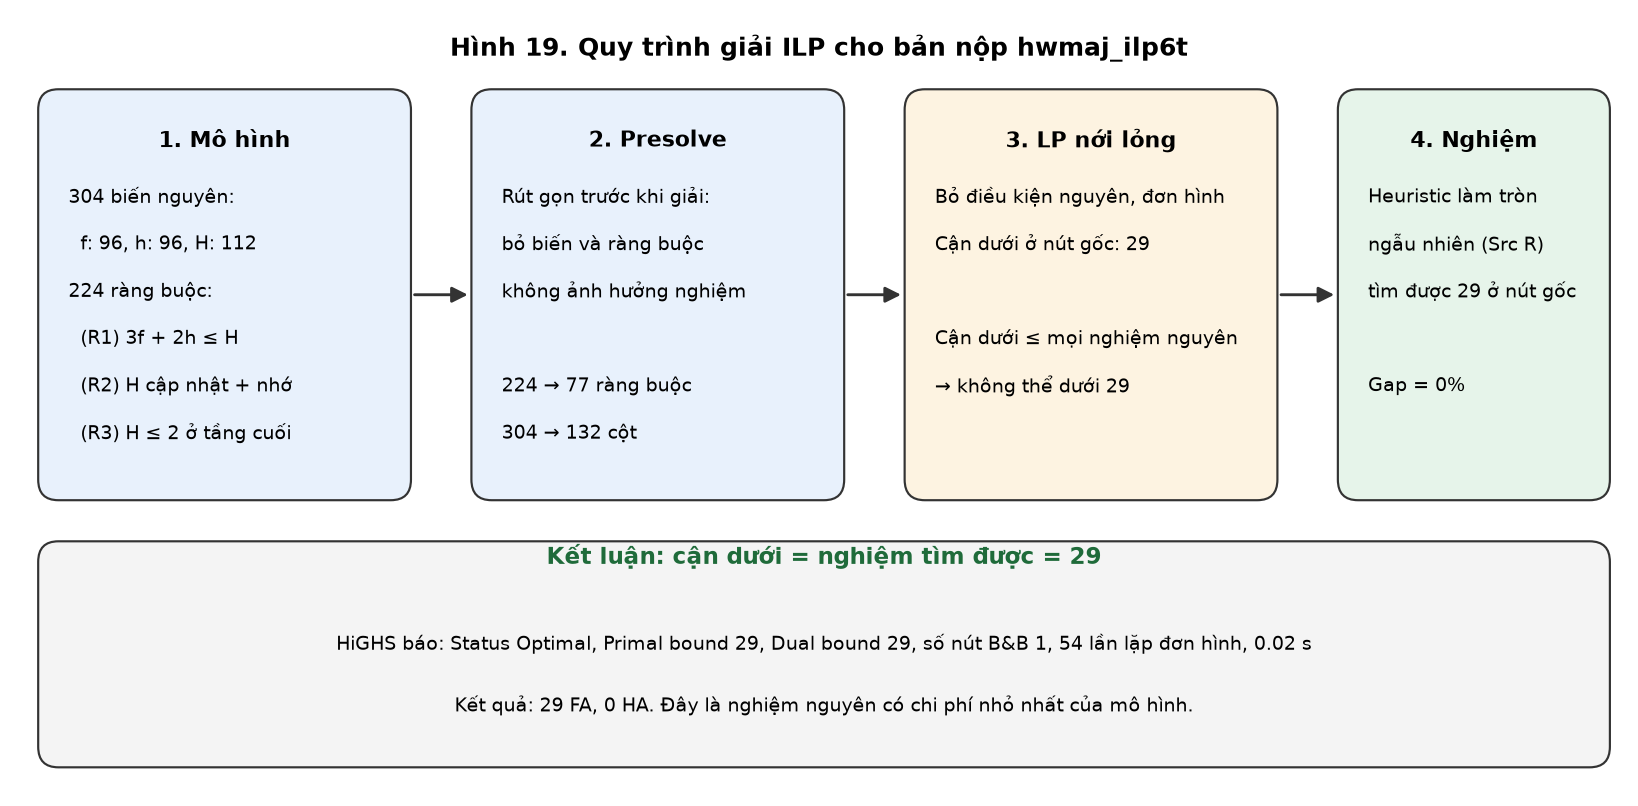 Hình 19. Quy trình giải ILP cho bản nộp hwmaj_ilp6t
1. Mô hình
304 biến nguyên:
f: 96, h: 96, H: 112
224 ràng buộc:
(R1) 3f + 2h ≤ H
(R2) H cập nhật + nhớ
(R3) H ≤ 2 ở tầng cuối
2. Presolve
Rút gọn trước khi giải:
bỏ biến và ràng buộc
không ảnh hưởng nghiệm
224 → 77 ràng buộc
304 → 132 cột
3. LP nới lỏng
Bỏ điều kiện nguyên, đơn hình
Cận dưới ở nút gốc: 29
Cận dưới ≤ mọi nghiệm nguyên
→ không thể dưới 29
4. Nghiệm
Heuristic làm tròn
ngẫu nhiên (Src R)
tìm được 29 ở nút gốc
Gap = 0%
Kết luận: cận dưới = nghiệm tìm được = 29
HiGHS báo: Status Optimal, Primal bound 29, Dual bound 29, số nút B&B 1, 54 lần lặp đơn hình, 0.02 s
Kết quả: 29 FA, 0 HA. Đây là nghiệm nguyên có chi phí nhỏ nhất của mô hình.